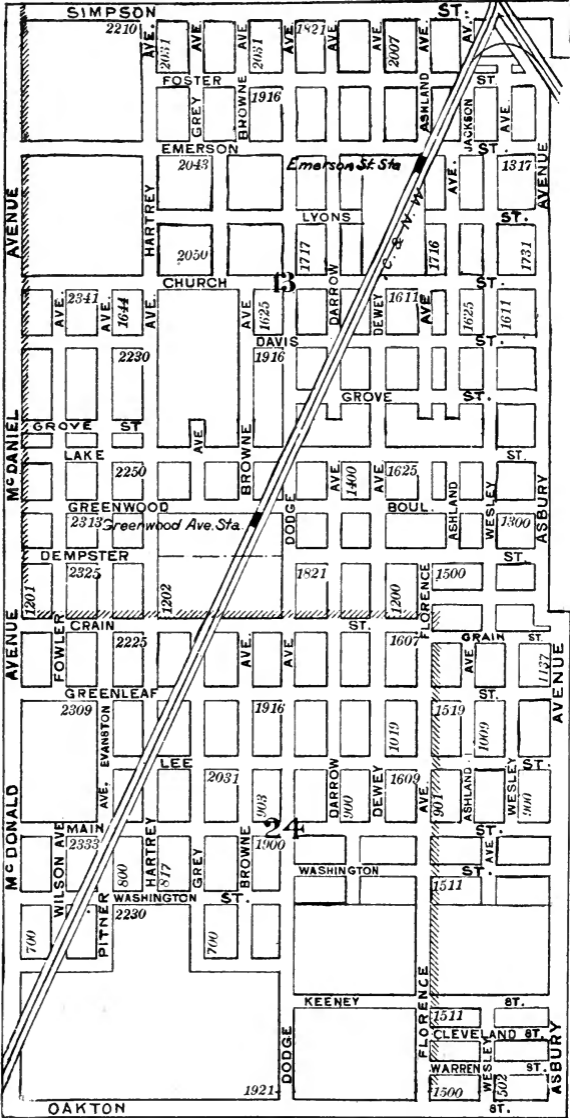 SIMPSON ST.
2210 AVE. 2031 AVE. AVE. 2031 AVE. 1821 AVE. 2007 AVE. AV.
FOSTER ST.
GREY BROWNE 1916 ASHLAND JACKSON AVE.
EMERSON ST.
2043 Emerson St. Sta AVE. 1317
AVENUE HARTREY LYONS ST. AVENUE
2050 1717 C. & N.W. 1716 1731
CHURCH 13 ST.
2341 AVE. AVE. 1644 AVE. AVE. 1625 DARROW DEWEY 1611 AVE 1625 1611
DAVIS ST.
2230 1916
GROVE ST.
GROVE ST AVE.
LAKE ST.
McDANIEL 2250 BROWNE AVE. 1400 AVE 1625
GREENWOOD DODGE BOUL. ASHLAND WESLEY ASBURY
2313 Greenwood Ave. Sta. 1300
DEMPSTER ST.
1201 2325 1202 1821 1200 FLORENCE 1500
CRAIN ST.
AVENUE FOWLER 2225 AVE. AVE 1607 GRAIN ST.
AVE. 1137 AVENUE
GREENLEAF ST.
2309 EVANSTON 1916 1019 1519 1009
LEE ST.
AVE. 2031 903 DARROW 900 DEWEY 1609 AVE. 901 ASHLAND WESLEY 900
McDONALD MAIN 24 ST.
WILSON AVE 2333 800 HARTREY 817 GREY BROWNE 1900 AVE
WASHINGTON ST.
WASHINGTON ST.
700 PITNER 2230 700 1511
KEENEY ST.
DODGE FLORENCE 1511
CLEVELAND ST.
WARREN WESLEY ST. ASBURY
1921 1500 502
OAKTON ST.